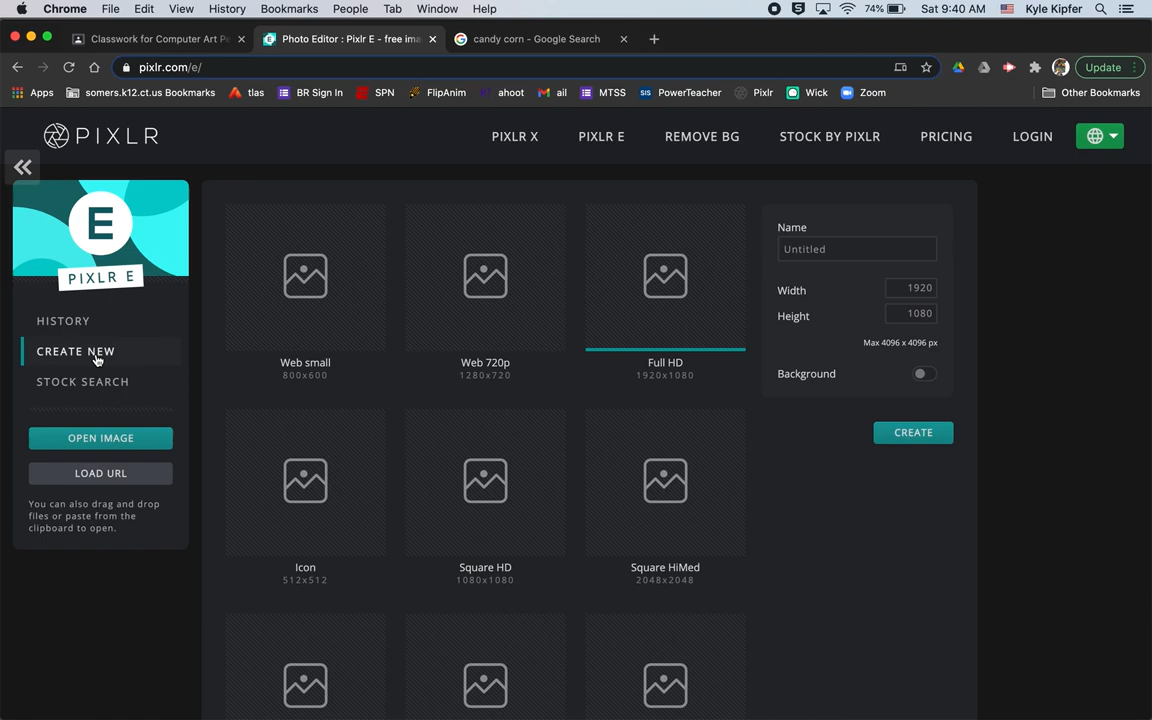 Chrome File Edit View History Bookmarks People Tab Window Help 74% Sat 9:40 AM Kyle Kipfer
Classwork for Computer Art Pe Photo Editor : Pixlr E - free ima candy corn - Google Search
pixlr.com/e/ Update
Apps somers.k12.ct.us Bookmarks tlas BR Sign In SPN FlipAnim ahoot ail MTSS SIS PowerTeacher Pixlr Wick Zoom Other Bookmarks
PIXLR PIXLR X PIXLR E REMOVE BG STOCK BY PIXLR PRICING LOGIN
E
PIXLR E
HISTORY
CREATE NEW
STOCK SEARCH
OPEN IMAGE
LOAD URL
You can also drag and drop
files or paste from the
clipboard to open.
Web small
800x600
Web 720p
1280x720
Full HD
1920x1080
Icon
512x512
Square HD
1080x1080
Square HiMed
2048x2048
Name
Untitled
Width 1920
Height 1080
Max 4096 x 4096 px
Background
CREATE